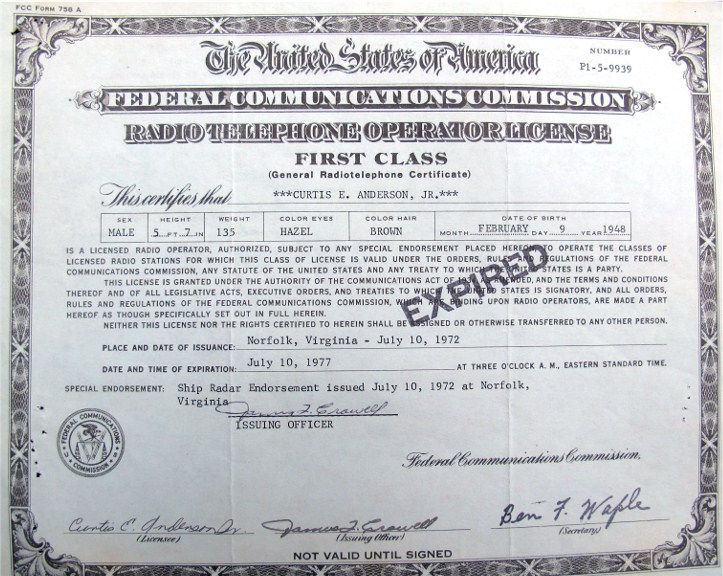 FCC FORM 758 A
The United States of America
NUMBER
P1-5-9939
FEDERAL COMMUNICATIONS COMMISSION
RADIO TELEPHONE OPERATOR LICENSE
FIRST CLASS
(General Radiotelephone Certificate)
This certifies that ***CURTIS E. ANDERSON, JR.***
SEX HEIGHT WEIGHT COLOR EYES COLOR HAIR DATE OF BIRTH
MALE 5 FT 7 IN 135 HAZEL BROWN MONTH FEBRUARY DAY 9 YEAR 1948
IS A LICENSED RADIO OPERATOR, AUTHORIZED, SUBJECT TO ANY SPECIAL ENDORSEMENT PLACED HEREON, TO OPERATE THE CLASSES OF
LICENSED RADIO STATIONS FOR WHICH THIS CLASS OF LICENSE IS VALID UNDER THE ORDERS, RULES AND REGULATIONS OF THE FEDERAL
COMMUNICATIONS COMMISSION, ANY STATUTE OF THE UNITED STATES AND ANY TREATY TO WHICH THE UNITED STATES IS A PARTY.
THIS LICENSE IS GRANTED UNDER THE AUTHORITY OF THE COMMUNICATIONS ACT OF AMENDED, AND THE TERMS AND CONDITIONS
THEREOF AND OF ALL LEGISLATIVE ACTS, EXECUTIVE ORDERS, AND TREATIES TO WHICH THE UNITED STATES IS SIGNATORY, AND ALL ORDERS,
RULES AND REGULATIONS OF THE FEDERAL COMMUNICATIONS COMMISSION, WHICH ARE BINDING UPON RADIO OPERATORS, ARE MADE A PART
HEREOF AS THOUGH SPECIFICALLY SET OUT IN FULL HEREIN.
EXPIRED
NEITHER THIS LICENSE NOR THE RIGHTS CERTIFIED TO HEREIN SHALL BE ASSIGNED OR OTHERWISE TRANSFERRED TO ANY OTHER PERSON.
PLACE AND DATE OF ISSUANCE: Norfolk, Virginia - July 10, 1972
DATE AND TIME OF EXPIRATION: July 10, 1977 AT THREE O'CLOCK A. M., EASTERN STANDARD TIME.
SPECIAL ENDORSEMENT: Ship Radar Endorsement issued July 10, 1972 at Norfolk,
Virginia
ISSUING OFFICER
FEDERAL COMMUNICATIONS COMMISSION
Federal Communications Commission.
Curtis E. Anderson Jr.
Ben F. Waple
(Licensee) (Issuing Officer) (Secretary)
NOT VALID UNTIL SIGNED